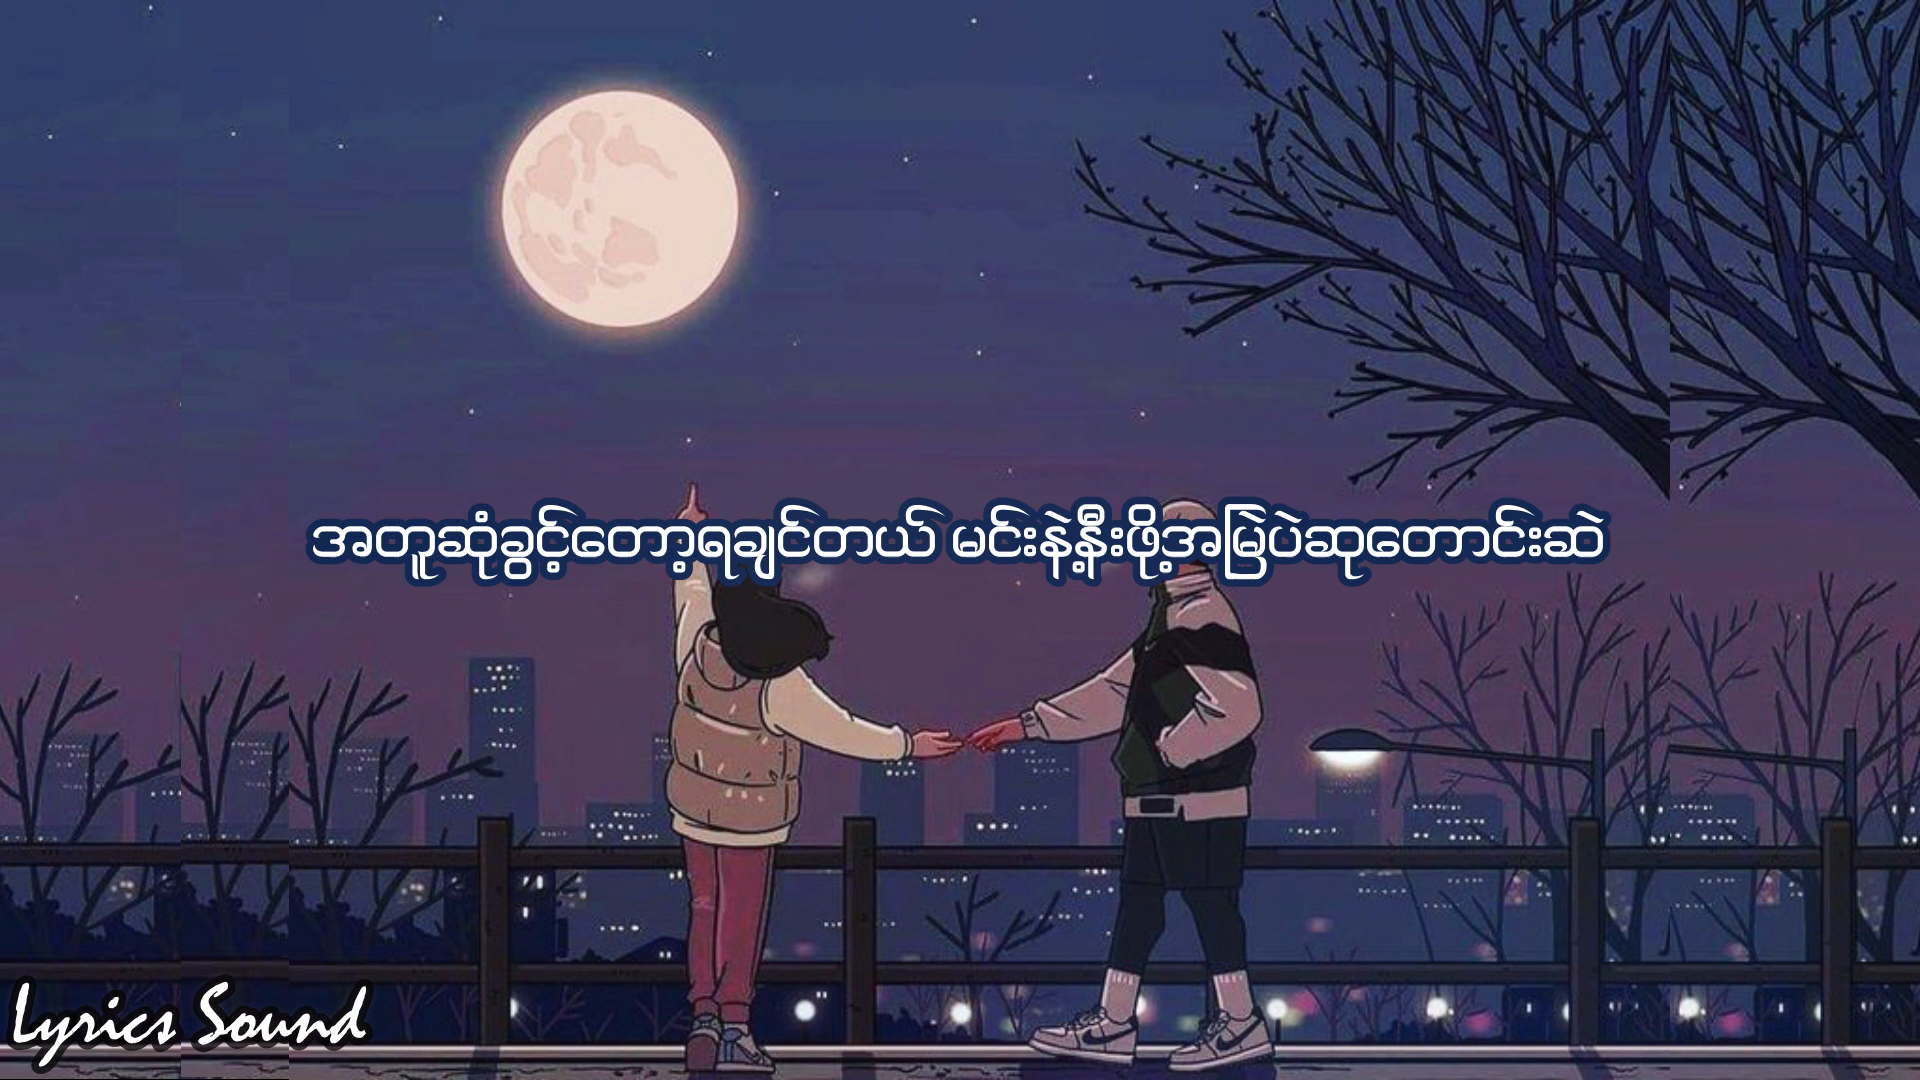 အတူဆုံခွင့်တော့ရချင်တယ် မင်းနဲ့နီးဖို့အမြဲပဲဆုတောင်းဆဲ
Lyrics Sound